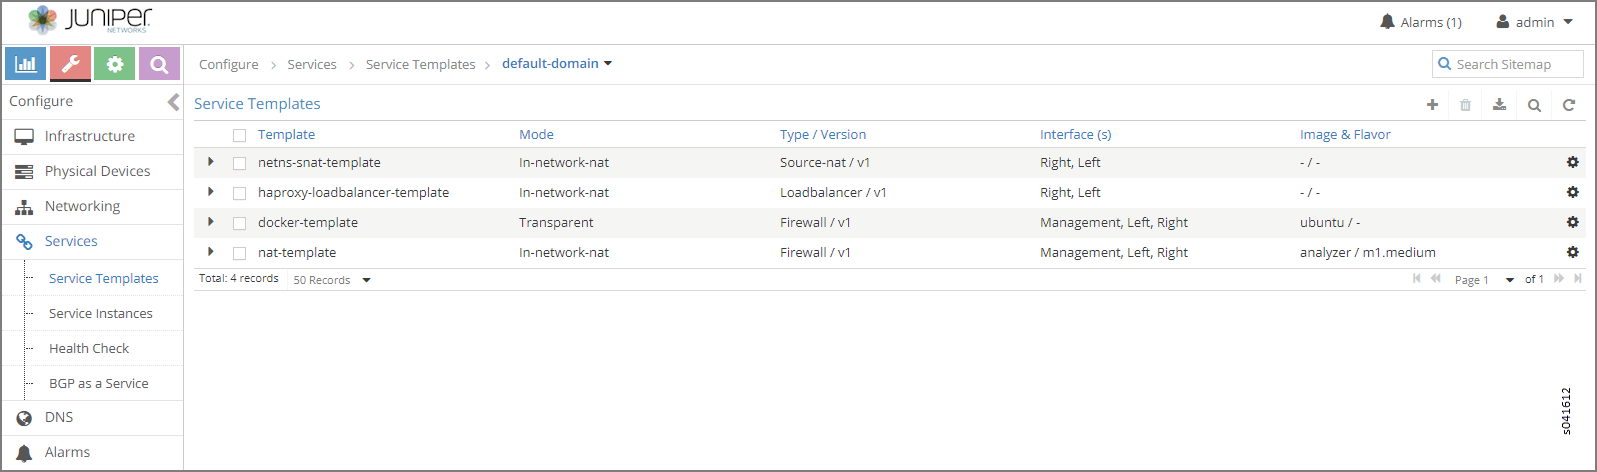 JUNIPEr
NETWORKS
Alarms (1)
admin
Configure
Services
Service Templates
default-domain
Search Sitemap
Configure
Infrastructure
Physical Devices
Networking
Services
Service Templates
Service Instances
Health Check
BGP as a Service
DNS
Alarms
Service Templates
Template Mode Type / Version Interface (s) Image & Flavor
netns-snat-template In-network-nat Source-nat / v1 Right, Left - / -
haproxy-loadbalancer-template In-network-nat Loadbalancer / v1 Right, Left - / -
docker-template Transparent Firewall / v1 Management, Left, Right ubuntu / -
nat-template In-network-nat Firewall / v1 Management, Left, Right analyzer / m1.medium
Total: 4 records 50 Records Page 1 of 1
s041612